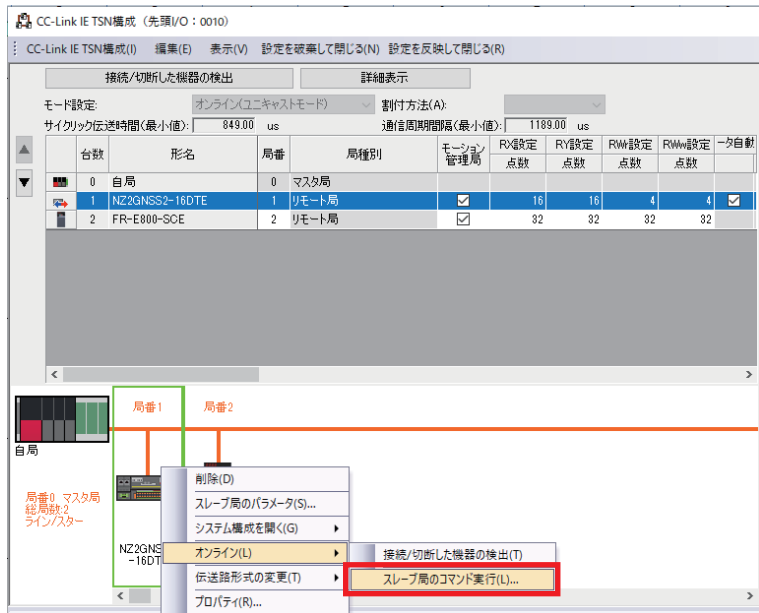 CC-Link IE TSN構成（先頭I/O：0010）
CC-Link IE TSN構成(I) 編集(E) 表示(V) 設定を破棄して閉じる(N) 設定を反映して閉じる(R)
接続/切断した機器の検出 詳細表示
モード設定: オンライン(ユニキャストモード) 割付方法(A):
サイクリック伝送時間(最小値): 849.00 us 通信周期間隔(最小値): 1189.00 us
台数 形名 局番 局種別 モーション管理局 RX設定 RY設定 RWr設定 RWw設定 ータ自動
点数 点数 点数 点数
0 自局 0 マスタ局
1 NZ2GNSS2-16DTE 1 リモート局 16 16 4 4
2 FR-E800-SCE 2 リモート局 32 32 32 32
局番1 局番2
自局
局番0 マスタ局
総局数:2
ライン/スター
NZ2GNS
-16DT
削除(D)
スレーブ局のパラメータ(S)...
システム構成を開く(G)
オンライン(L)
接続/切断した機器の検出(T)
伝送路形式の変更(T)
スレーブ局のコマンド実行(L)...
プロパティ(R)...